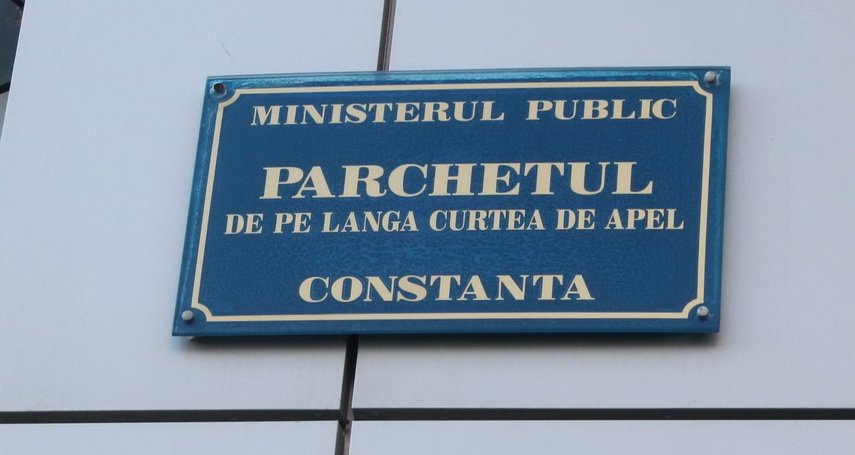 MINISTERUL PUBLIC
PARCHETUL
DE PE LANGA CURTEA DE APEL
CONSTANTA